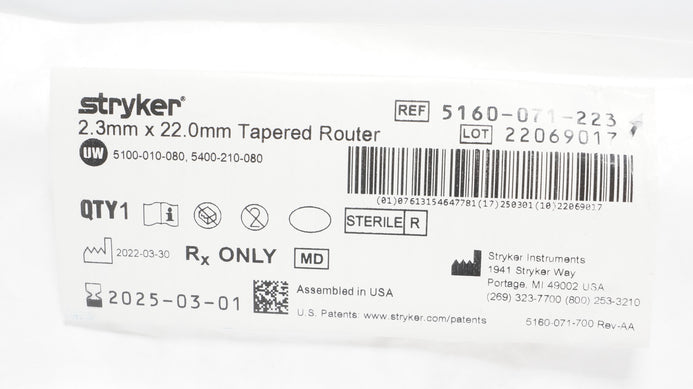 stryker®
REF 5160-071-223
2.3mm x 22.0mm Tapered Router
LOT 22069017
UW 5100-010-080, 5400-210-080
(01)07613154647781(17)250301(10)22069017
QTY 1 i 2 STERILE R
2022-03-30 Rx ONLY MD
Stryker Instruments
1941 Stryker Way
Portage, MI 49002 USA
(269) 323-7700 (800) 253-3210
2025-03-01
Assembled in USA
U.S. Patents: www.stryker.com/patents
5160-071-700 Rev-AA